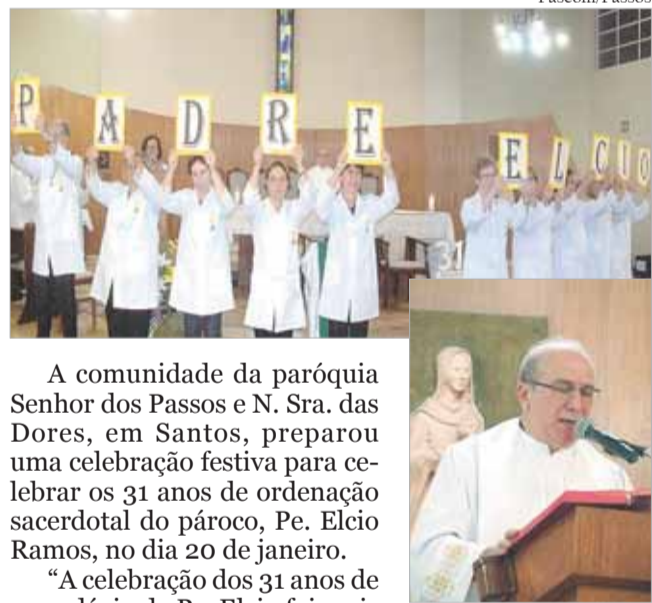 Pascom/Passos
PADRE ELCIO
31
A comunidade da paróquia
Senhor dos Passos e N. Sra. das
Dores, em Santos, preparou
uma celebração festiva para ce-
lebrar os 31 anos de ordenação
sacerdotal do pároco, Pe. Elcio
Ramos, no dia 20 de janeiro.
“A celebração dos 31 anos de